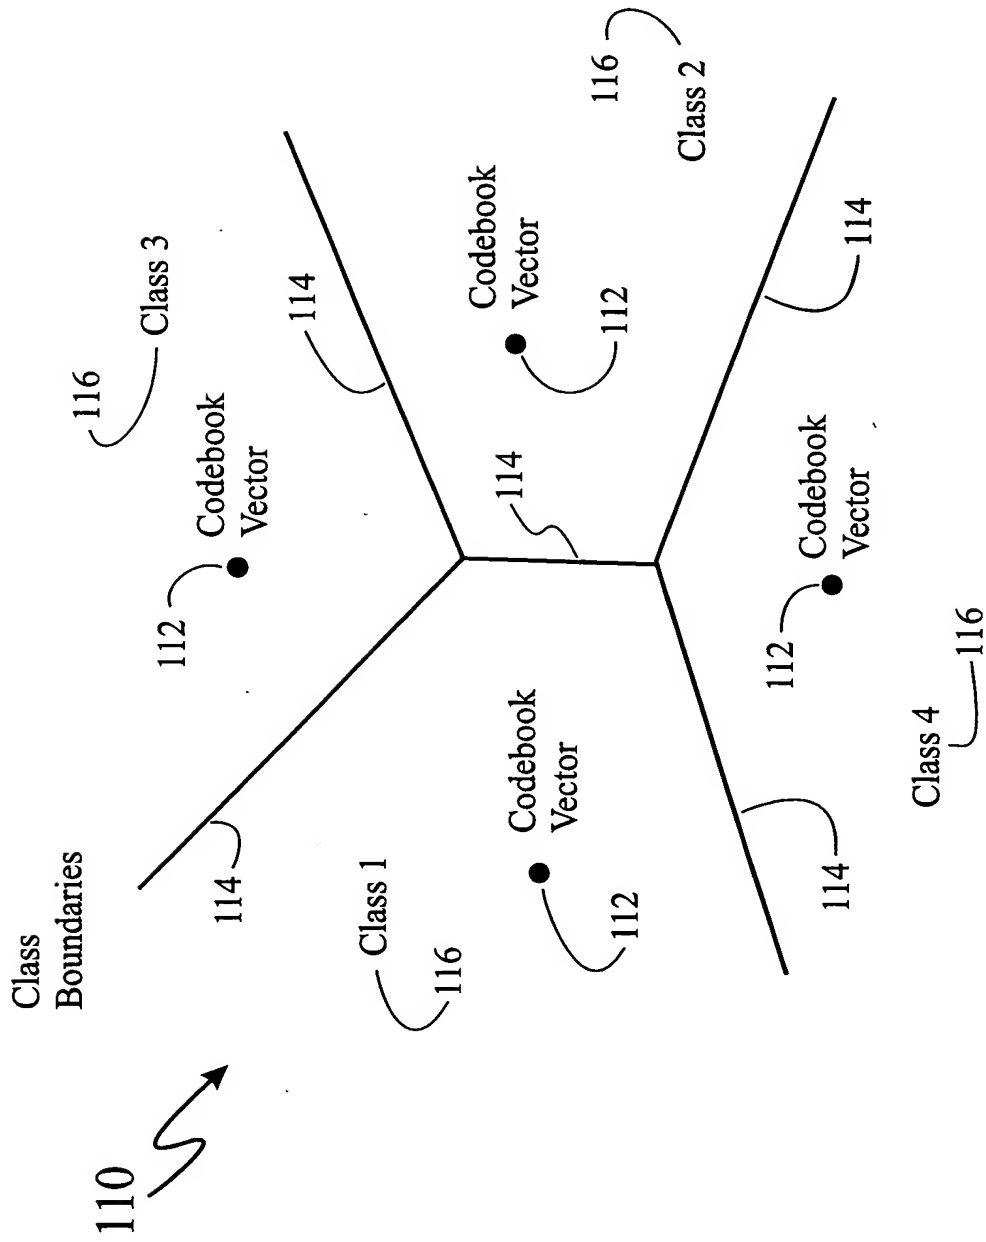 Class
Boundaries
110
116
Class 3
112
Codebook
Vector
114
114
Class 1
116
Codebook
Vector
114
Codebook
Vector
116
112
112
Class 2
112
Codebook
Vector
114
114
Class 4
116